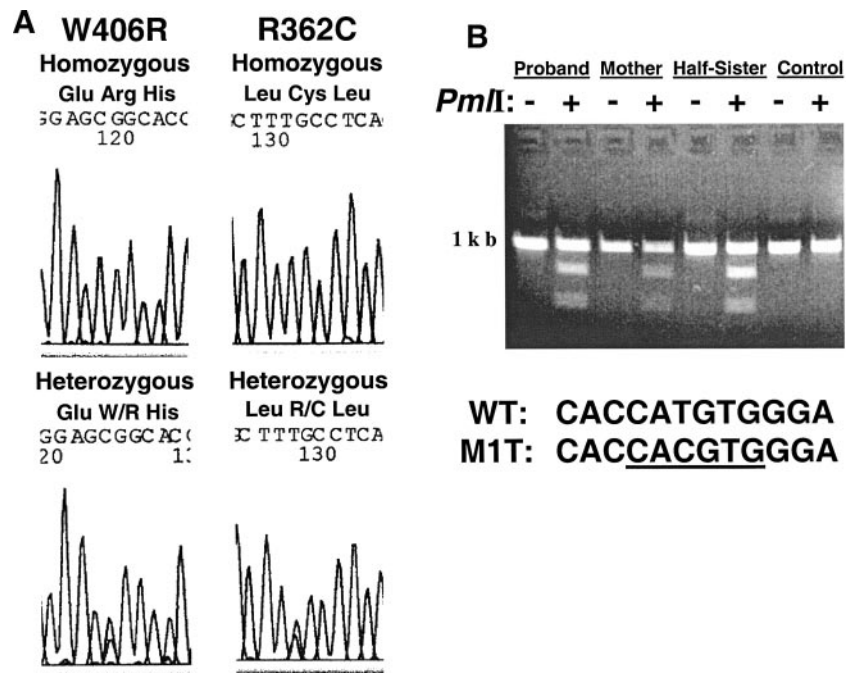 A
W406R
Homozygous
Glu Arg His
GGAGCGGCACC
120
R362C
Homozygous
Leu Cys Leu
CTTTGCCTCA
130
Heterozygous
Glu W/R His
GGAGCGGCAC
20
Heterozygous
Leu R/C Leu
CTTTGCCTCA
130
B
Proband Mother Half-Sister Control
PmlI: - + - + - + - +
1 kb
WT: CACCATGTGGGA
M1T: CACCACGTGGGA